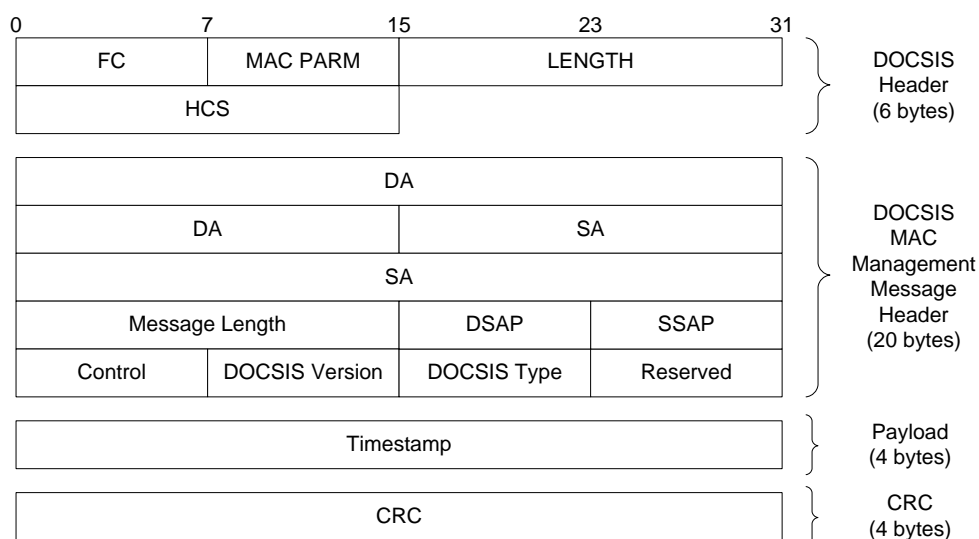 0 7 15 23 31
FC MAC PARM LENGTH
HCS
DOCSIS
Header
(6 bytes)
DA
DA SA
SA
Message Length DSAP SSAP
Control DOCSIS Version DOCSIS Type Reserved
DOCSIS
MAC
Management
Message
Header
(20 bytes)
Timestamp
Payload
(4 bytes)
CRC
CRC
(4 bytes)